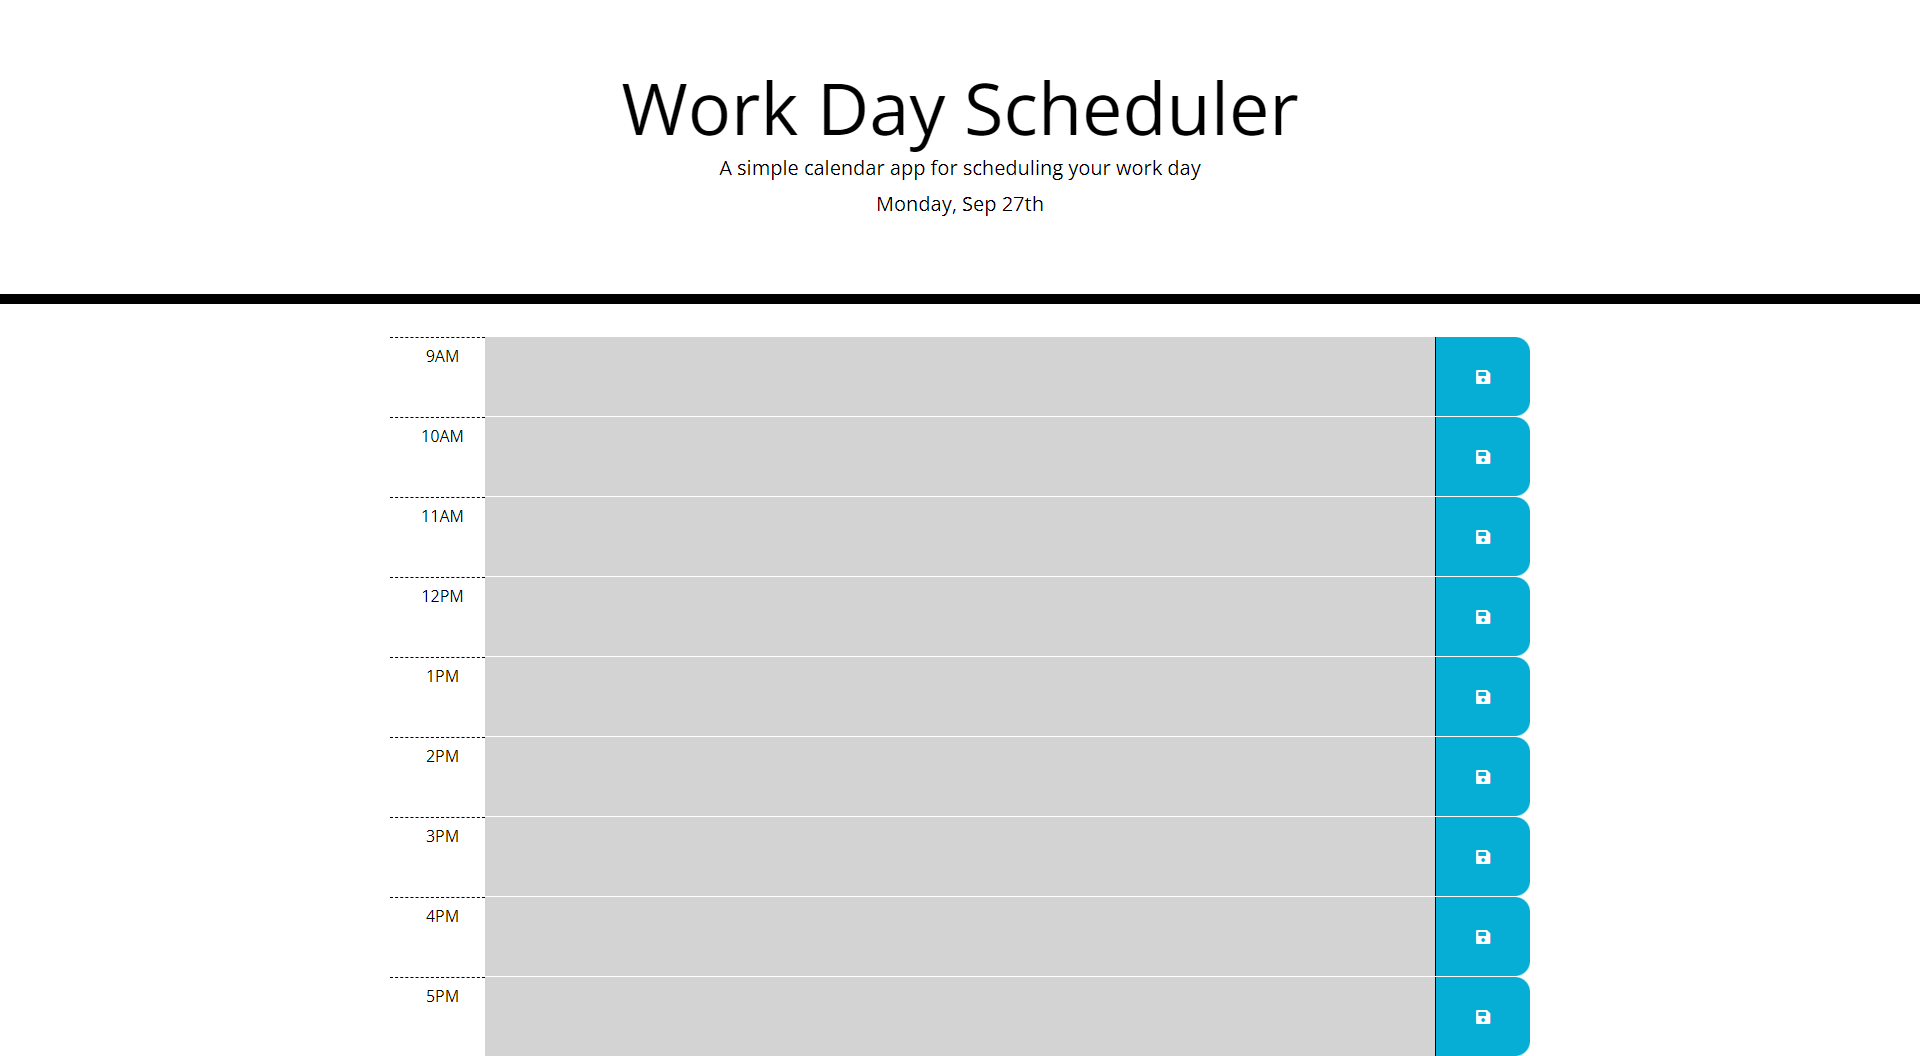 Work Day Scheduler
A simple calendar app for scheduling your work day
Monday, Sep 27th
9AM
10AM
11AM
12PM
1PM
2PM
3PM
4PM
5PM